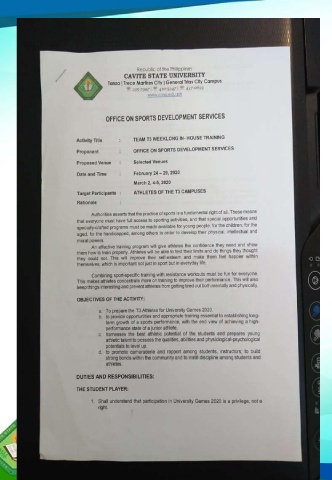 Republic of the Philippines
CAVITE STATE UNIVERSITY
Tanza | Trece Martires City | General Trias City Campus
www.cvsu.edu.ph
OFFICE ON SPORTS DEVELOPMENT SERVICES
Activity Title : TEAM T3 WEEKLONG IN- HOUSE TRAINING
Proponent : OFFICE ON SPORTS DEVELOPMENT SERVICES
Proposed Venue : Selected Venues
Date and Time : February 24 – 29, 2020
March 2, 4-6, 2020
Target Participants : ATHLETES OF THE T3 CAMPUSES
Rationale :
Authorities asserts that the practice of sports is a fundamental right of all. These means
that everyone must have full access to sporting activities, and that special opportunities and
specially crafted programs must be made available for young people, for the children, for the
aged, for the handicapped, among others in order to develop their physical, intellectual and
moral powers.
An effective training program will give athletes the confidence they need and show
them how to train properly. Athletes will be able to test their limits and do things they thought
they could not. This will improve their self-esteem and make them feel happier within
themselves, which is important not just in sport but in everyday life.
Combining sport-specific training with resistance workouts must be fun for everyone.
This makes athletes concentrate more on training to improve their performance. This will also
keep things interesting and prevent athletes from getting tired out both mentally and physically.
OBJECTIVES OF THE ACTIVITY:
a. To prepare the T3 Athletes for University Games 2020.
b. to provide opportunities and appropriate training essential to establishing long-
term growth of a sports performance, with the end view of achieving a high-
performance state of a junior athlete.
c. harnesses the best athletic potential of the students and prepares young
athletic talent to possess the qualities, abilities and physiological-psychological
potentials to level up.
d. to promote camaraderie and rapport among students, instructors; to build
strong bonds within the community and to instill discipline among students and
athletes.
DUTIES AND RESPONSIBILITIES:
THE STUDENT PLAYER:
1. Shall understand that participation in University Games 2020 is a privilege, not a
right.